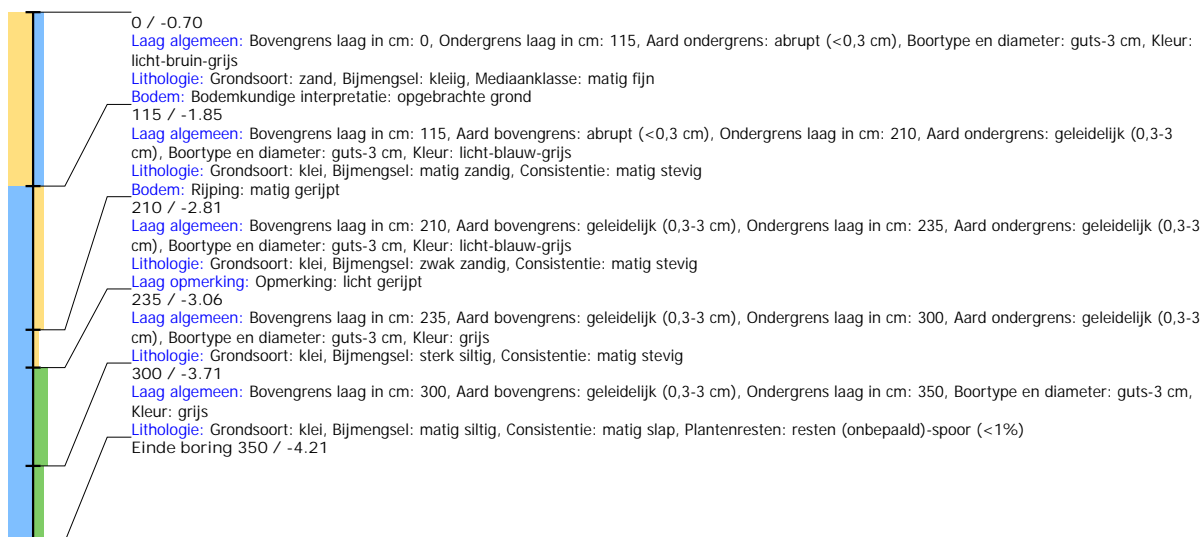 0 / -0.70
Laag algemeen: Bovengrens laag in cm: 0, Ondergrens laag in cm: 115, Aard ondergrens: abrupt (<0,3 cm), Boortype en diameter: guts-3 cm, Kleur:
licht-bruin-grijs
Lithologie: Grondsoort: zand, Bijmengsel: kleiig, Mediaanklasse: matig fijn
Bodem: Bodemkundige interpretatie: opgebrachte grond
115 / -1.85
Laag algemeen: Bovengrens laag in cm: 115, Aard bovengrens: abrupt (<0,3 cm), Ondergrens laag in cm: 210, Aard ondergrens: geleidelijk (0,3-3
cm), Boortype en diameter: guts-3 cm, Kleur: licht-blauw-grijs
Lithologie: Grondsoort: klei, Bijmengsel: matig zandig, Consistentie: matig stevig
Bodem: Rijping: matig gerijpt
210 / -2.81
Laag algemeen: Bovengrens laag in cm: 210, Aard bovengrens: geleidelijk (0,3-3 cm), Ondergrens laag in cm: 235, Aard ondergrens: geleidelijk (0,3-3
cm), Boortype en diameter: guts-3 cm, Kleur: licht-blauw-grijs
Lithologie: Grondsoort: klei, Bijmengsel: zwak zandig, Consistentie: matig stevig
Laag opmerking: Opmerking: licht gerijpt
235 / -3.06
Laag algemeen: Bovengrens laag in cm: 235, Aard bovengrens: geleidelijk (0,3-3 cm), Ondergrens laag in cm: 300, Aard ondergrens: geleidelijk (0,3-3
cm), Boortype en diameter: guts-3 cm, Kleur: grijs
Lithologie: Grondsoort: klei, Bijmengsel: sterk siltig, Consistentie: matig stevig
300 / -3.71
Laag algemeen: Bovengrens laag in cm: 300, Aard bovengrens: geleidelijk (0,3-3 cm), Ondergrens laag in cm: 350, Boortype en diameter: guts-3 cm,
Kleur: grijs
Lithologie: Grondsoort: klei, Bijmengsel: matig siltig, Consistentie: matig slap, Plantenresten: resten (onbepaald)-spoor (<1%)
Einde boring 350 / -4.21